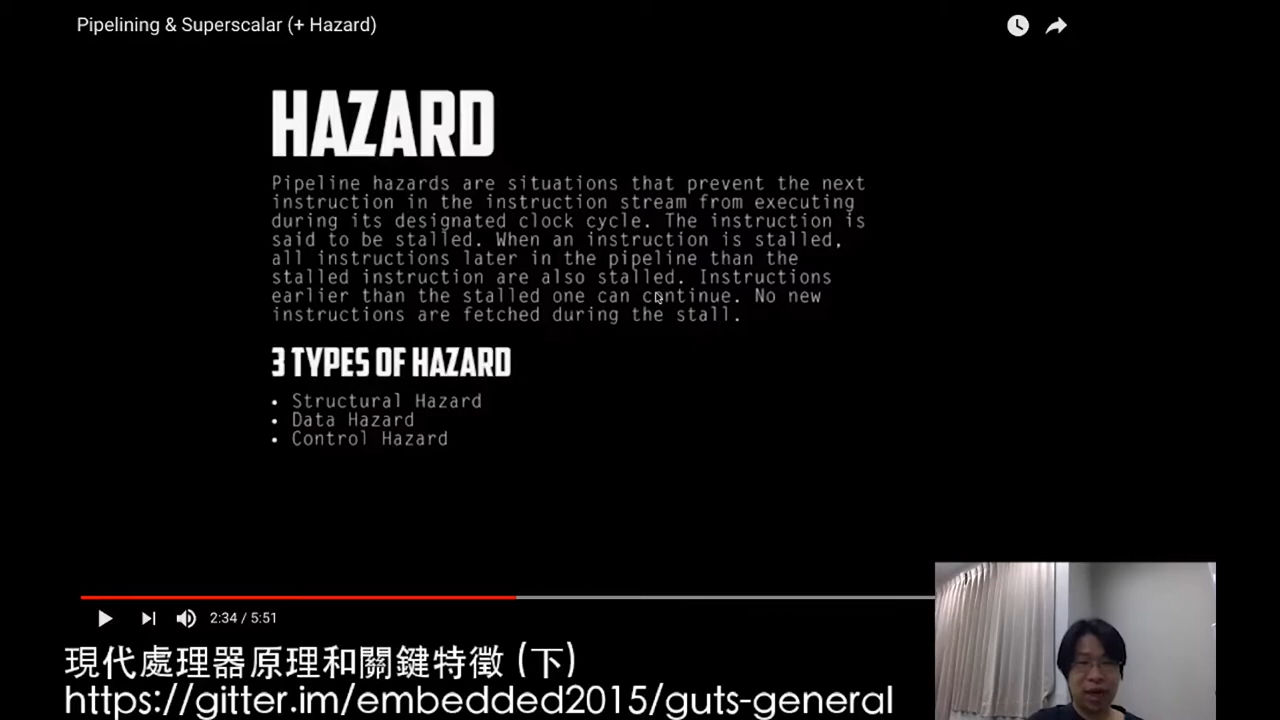 Pipelining & Superscalar (+ Hazard)
HAZARD
Pipeline hazards are situations that prevent the next
instruction in the instruction stream from executing
during its designated clock cycle. The instruction is
said to be stalled. When an instruction is stalled,
all instructions later in the pipeline than the
stalled instruction are also stalled. Instructions
earlier than the stalled one can continue. No new
instructions are fetched during the stall.
3 TYPES OF HAZARD
• Structural Hazard
• Data Hazard
• Control Hazard
2:34 / 5:51
現代處理器原理和關鍵特徵 (下)
https://gitter.im/embedded2015/guts-general